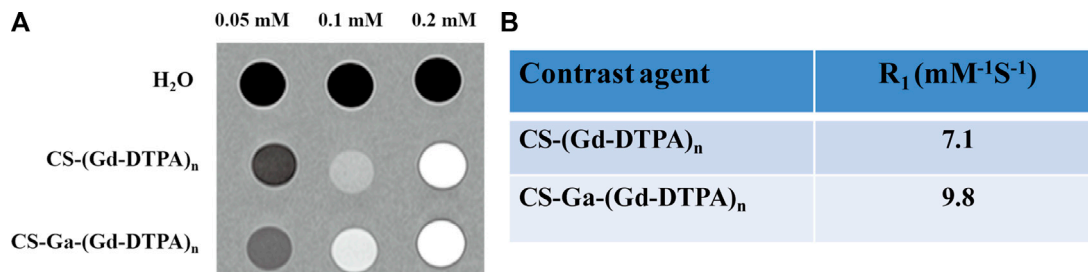 A
0.05 mM 0.1 mM 0.2 mM
H₂O
CS-(Gd-DTPA)ₙ
CS-Ga-(Gd-DTPA)ₙ
B
Contrast agent R₁ (mM⁻¹S⁻¹)
CS-(Gd-DTPA)ₙ 7.1
CS-Ga-(Gd-DTPA)ₙ 9.8